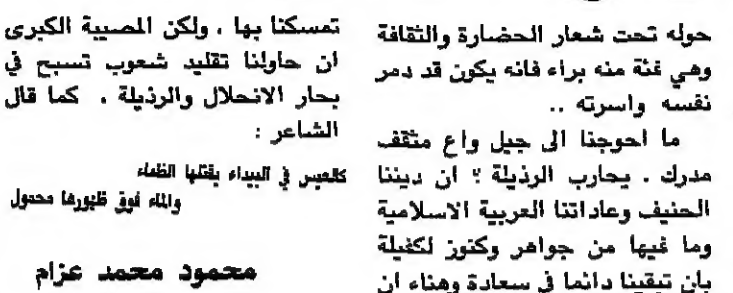 حوله تحت شعار الحضارة والثقافة
وهي غثة منه براء فانه يكون قد دمر
نفسه واسرته ..
ما احوجنا الى جيل واع مثقف
مدرك . يحارب الرذيلة ؛ ان ديننا
الحنيف وعاداتنا العربية الاسلامية
وما فيها من جواهر وكنوز لكفيلة
بان تبقينا دائما في سعادة وهناء ان
تمسكنا بها . ولكن المصيبة الكبرى
ان حاولنا تقليد شعوب تسبح في
بحار الانحلال والرذيلة . كما قال
الشاعر :
كالعيس في البيداء يقتلها الظماء
والماء فوق ظهورها محمول
محمود محمد عزام